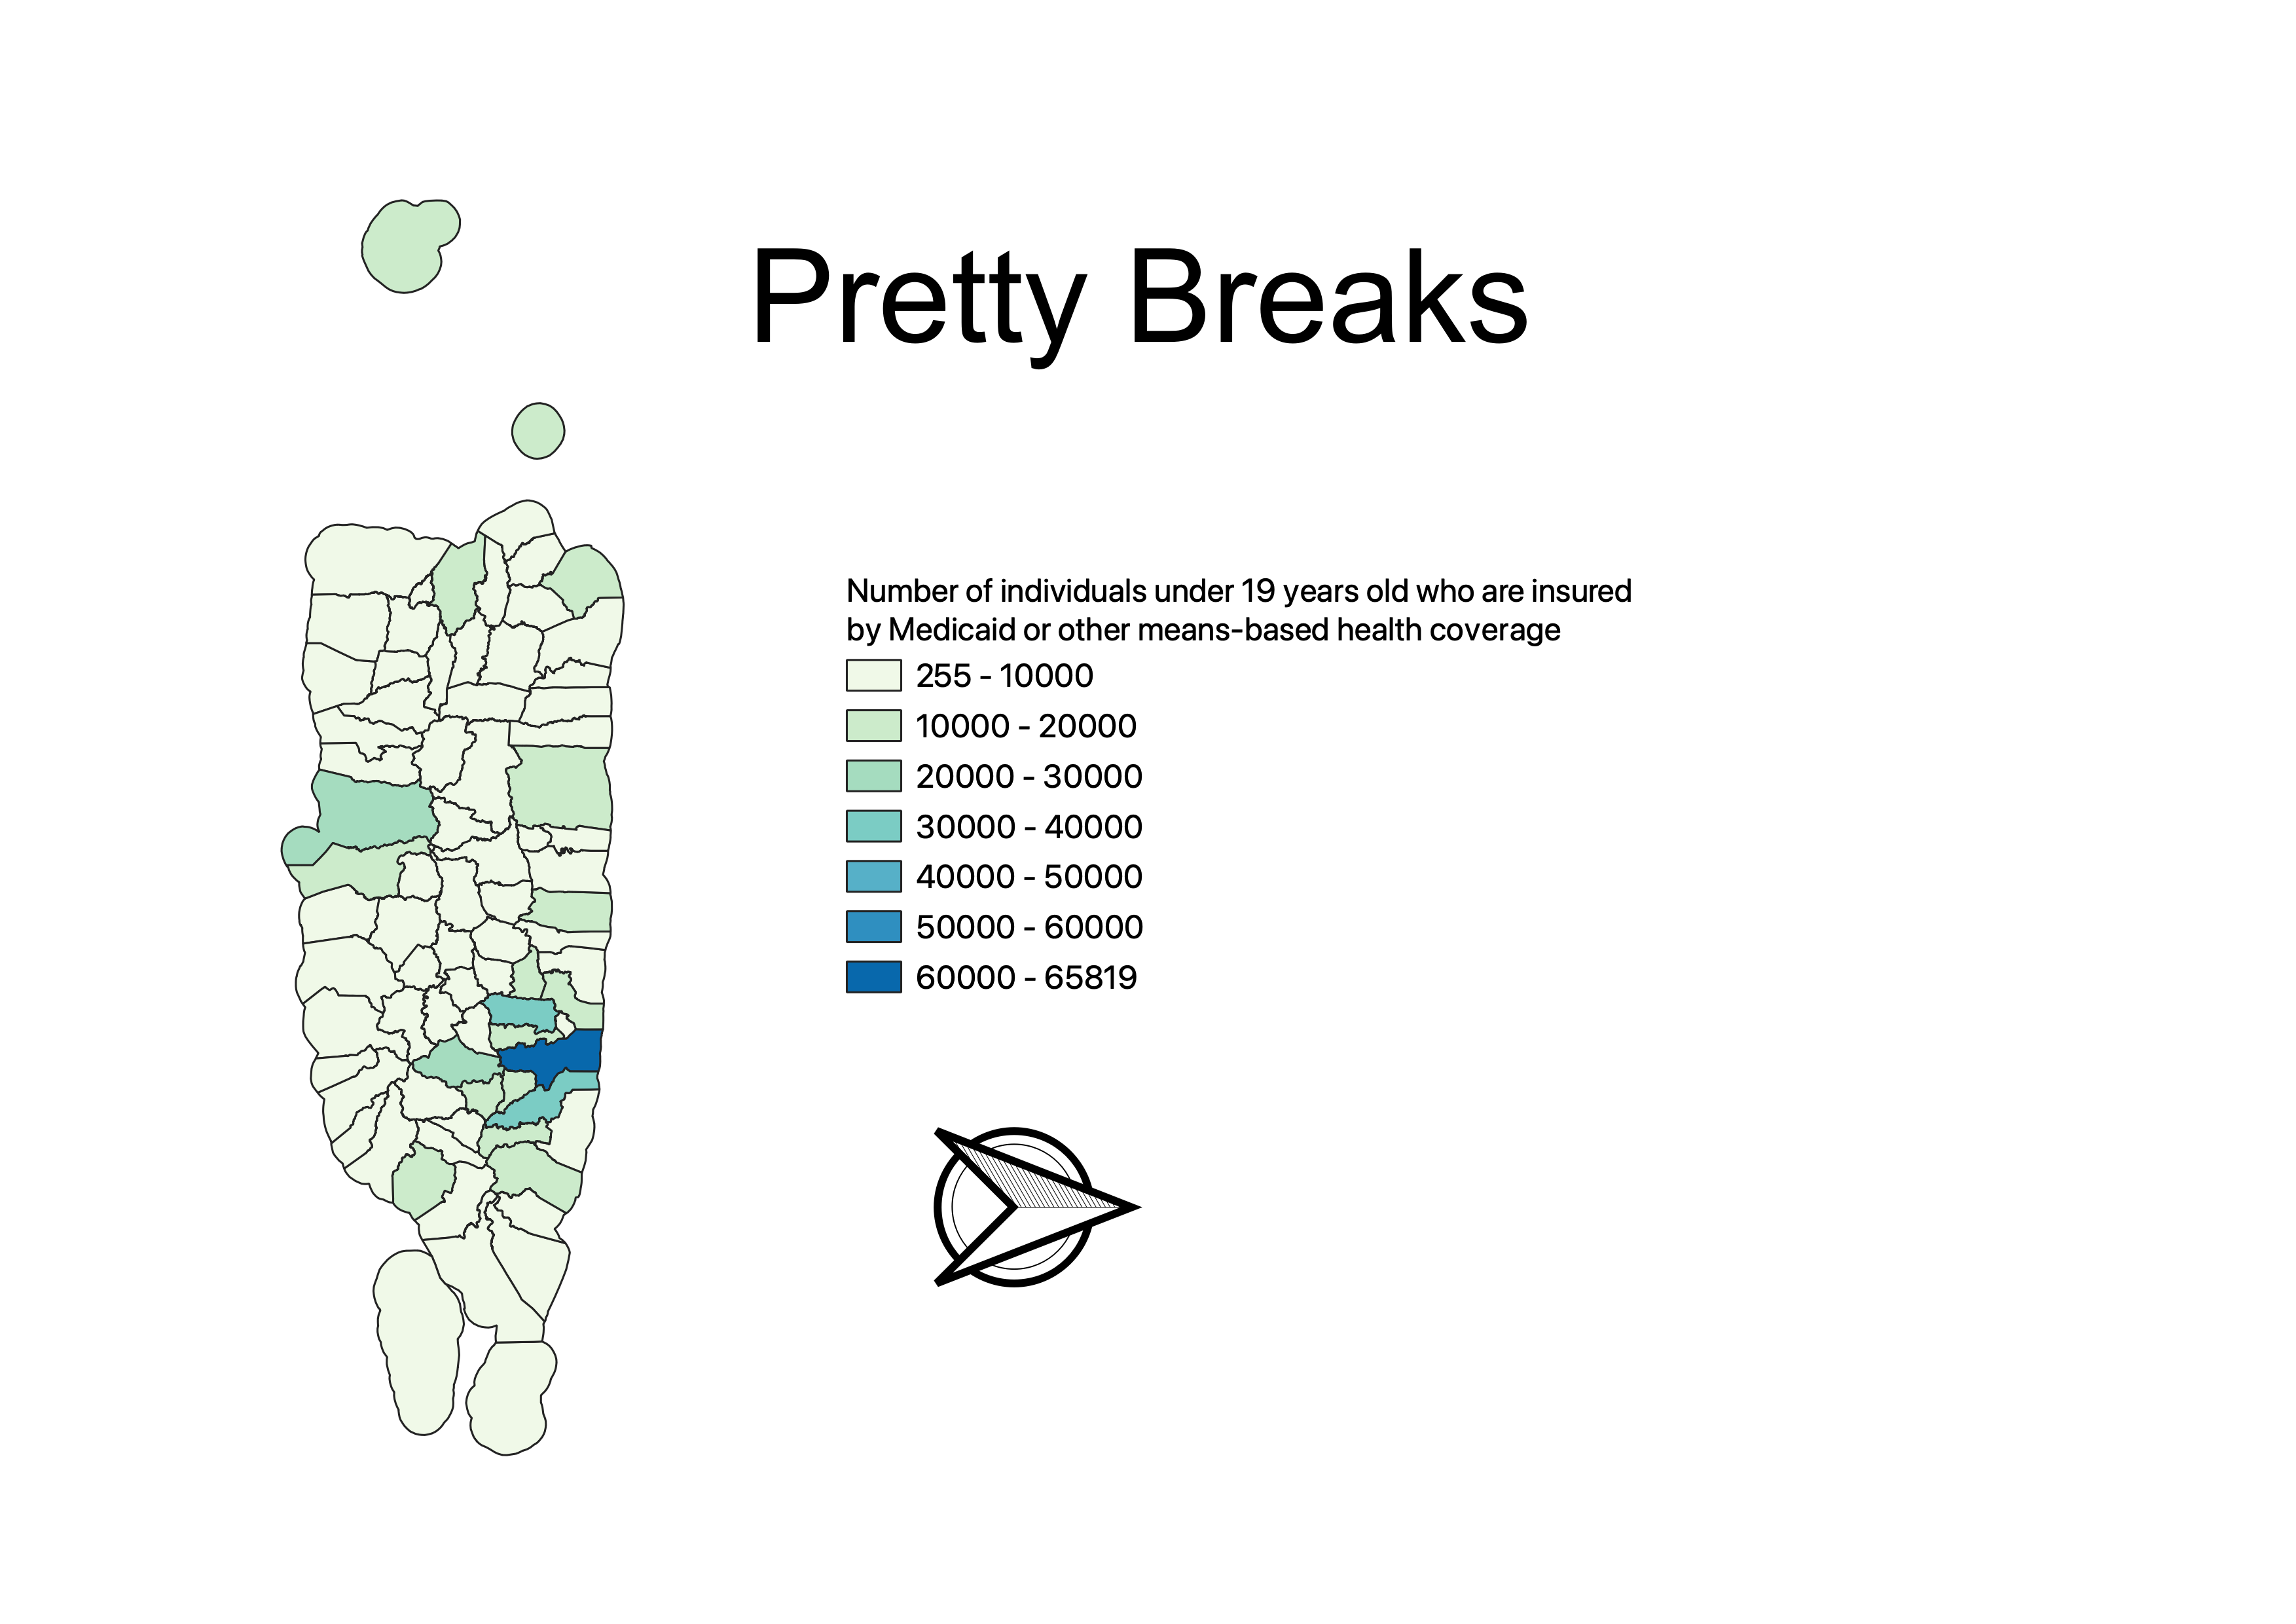 Pretty Breaks
Number of individuals under 19 years old who are insured
by Medicaid or other means-based health coverage
255 - 10000
10000 - 20000
20000 - 30000
30000 - 40000
40000 - 50000
50000 - 60000
60000 - 65819